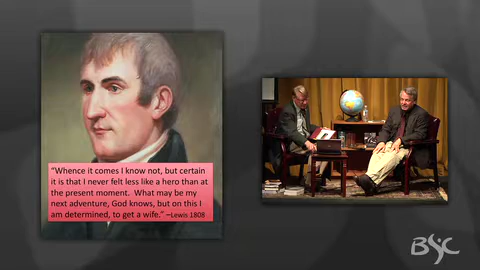 “Whence it comes I know not, but certain
it is that I never felt less like a hero than at
the present moment.  What may be my
next adventure, God knows, but on this I
am determined, to get a wife.” –Lewis 1808
BSC